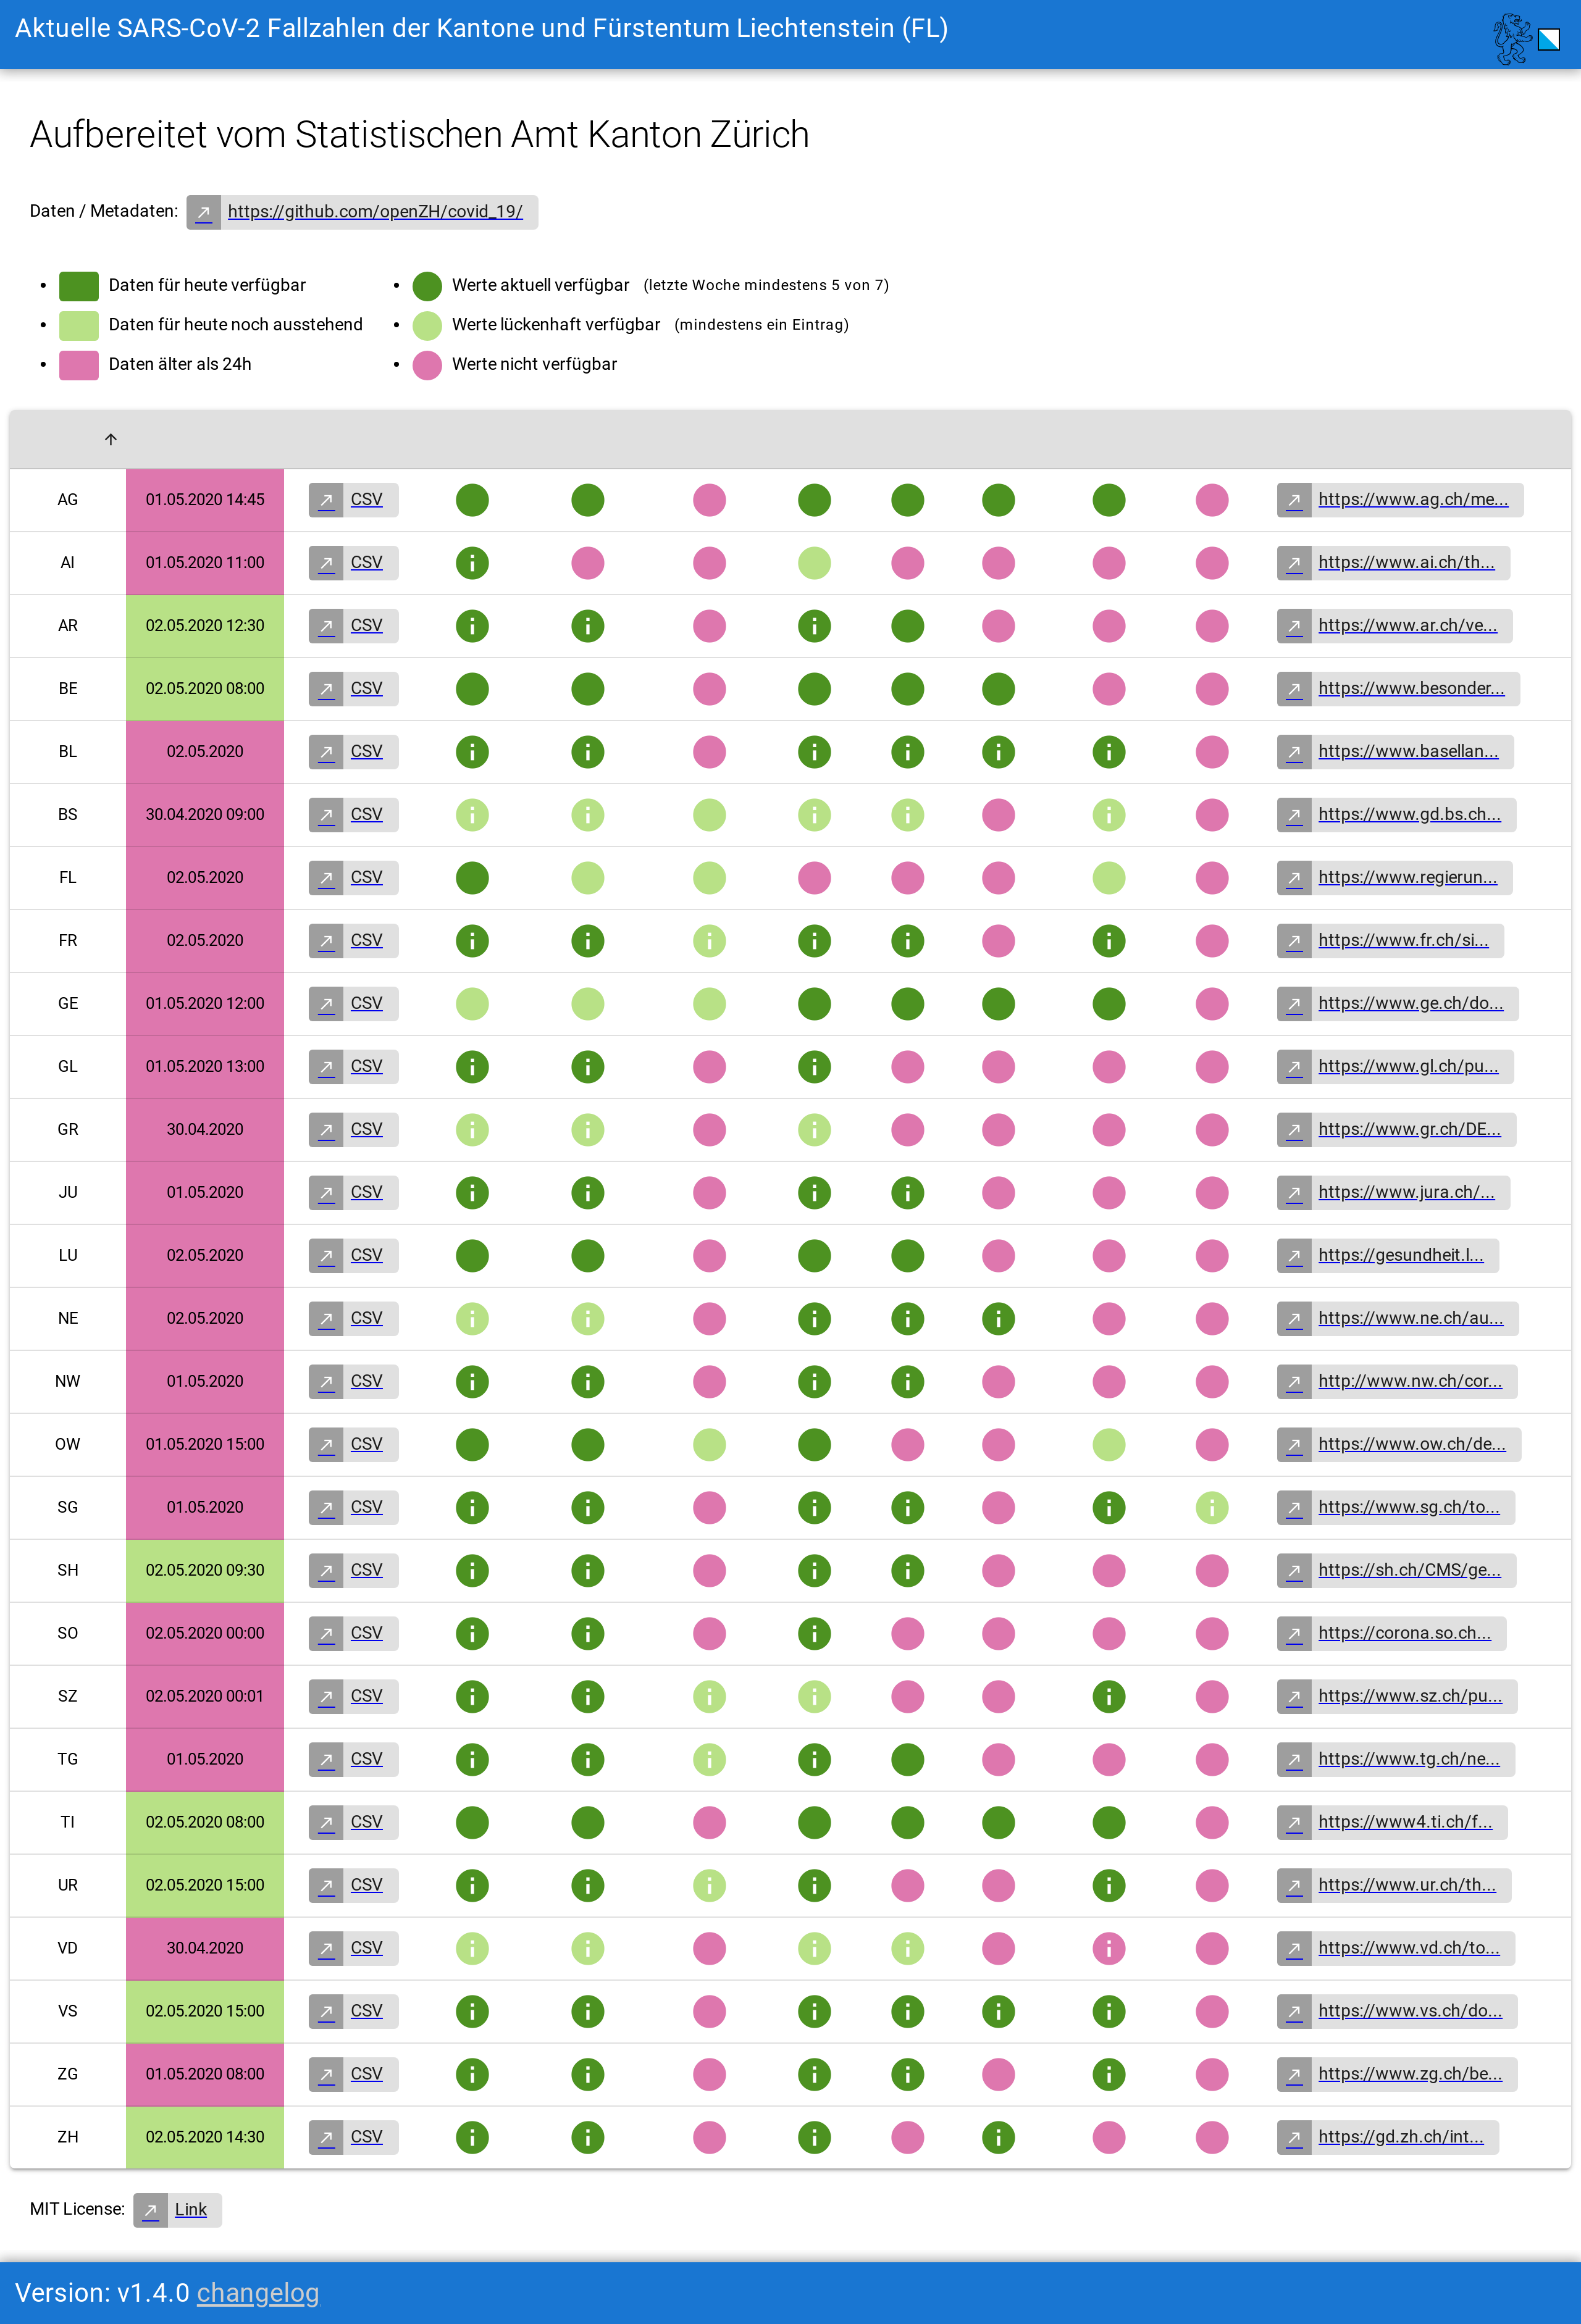 Aktuelle SARS-CoV-2 Fallzahlen der Kantone und Fürstentum Liechtenstein (FL)
Aufbereitet vom Statistischen Amt Kanton Zürich
Daten / Metadaten: https://github.com/openZH/covid_19/
Daten für heute verfügbar Werte aktuell verfügbar (letzte Woche mindestens 5 von 7)
Daten für heute noch ausstehend Werte lückenhaft verfügbar (mindestens ein Eintrag)
Daten älter als 24h Werte nicht verfügbar
AG 01.05.2020 14:45 CSV https://www.ag.ch/me...
AI 01.05.2020 11:00 CSV https://www.ai.ch/th...
AR 02.05.2020 12:30 CSV https://www.ar.ch/ve...
BE 02.05.2020 08:00 CSV https://www.besonder...
BL 02.05.2020 CSV https://www.basellan...
BS 30.04.2020 09:00 CSV https://www.gd.bs.ch...
FL 02.05.2020 CSV https://www.regierun...
FR 02.05.2020 CSV https://www.fr.ch/si...
GE 01.05.2020 12:00 CSV https://www.ge.ch/do...
GL 01.05.2020 13:00 CSV https://www.gl.ch/pu...
GR 30.04.2020 CSV https://www.gr.ch/DE...
JU 01.05.2020 CSV https://www.jura.ch/...
LU 02.05.2020 CSV https://gesundheit.l...
NE 02.05.2020 CSV https://www.ne.ch/au...
NW 01.05.2020 CSV http://www.nw.ch/cor...
OW 01.05.2020 15:00 CSV https://www.ow.ch/de...
SG 01.05.2020 CSV https://www.sg.ch/to...
SH 02.05.2020 09:30 CSV https://sh.ch/CMS/ge...
SO 02.05.2020 00:00 CSV https://corona.so.ch...
SZ 02.05.2020 00:01 CSV https://www.sz.ch/pu...
TG 01.05.2020 CSV https://www.tg.ch/ne...
TI 02.05.2020 08:00 CSV https://www4.ti.ch/f...
UR 02.05.2020 15:00 CSV https://www.ur.ch/th...
VD 30.04.2020 CSV https://www.vd.ch/to...
VS 02.05.2020 15:00 CSV https://www.vs.ch/do...
ZG 01.05.2020 08:00 CSV https://www.zg.ch/be...
ZH 02.05.2020 14:30 CSV https://gd.zh.ch/int...
MIT License: Link
Version: v1.4.0 changelog